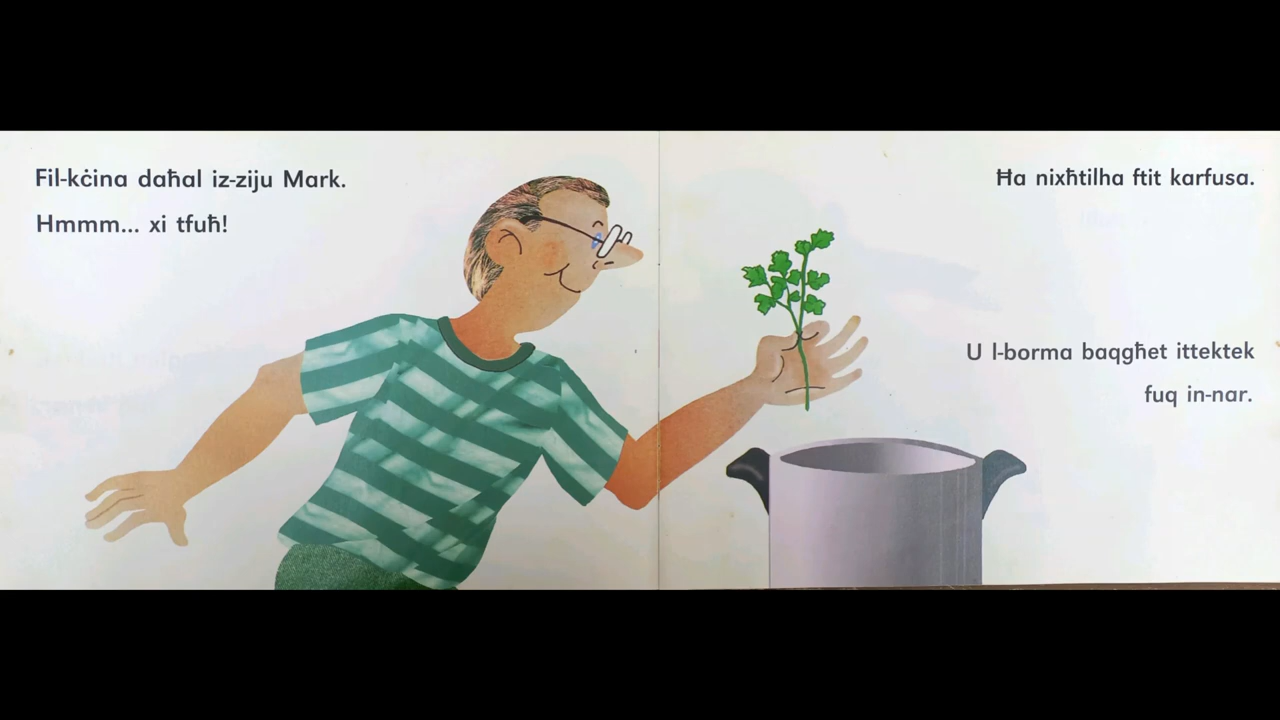 Fil-kċina daħal iz-ziju Mark.
Hmmm... xi tfuħ!
Ħa nixħtilha ftit karfusa.
U l-borma baqgħet ittektek
fuq in-nar.